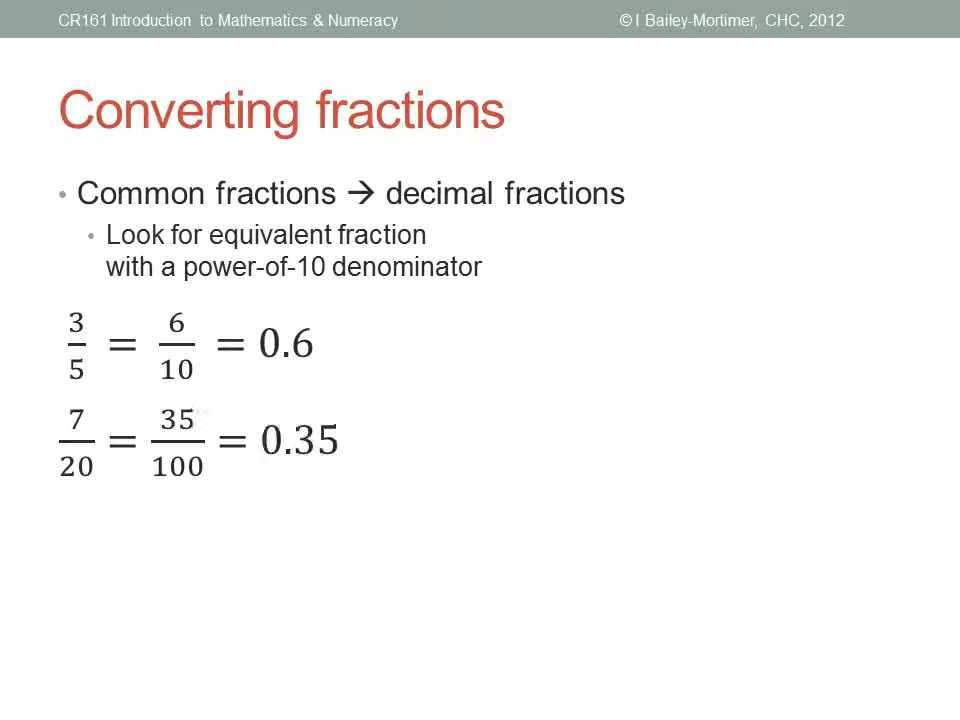 CR161 Introduction to Mathematics & Numeracy © I Bailey-Mortimer, CHC, 2012
Converting fractions
• Common fractions → decimal fractions
• Look for equivalent fraction
with a power-of-10 denominator
3/5 = 6/10 = 0.6
7/20 = 35/100 = 0.35